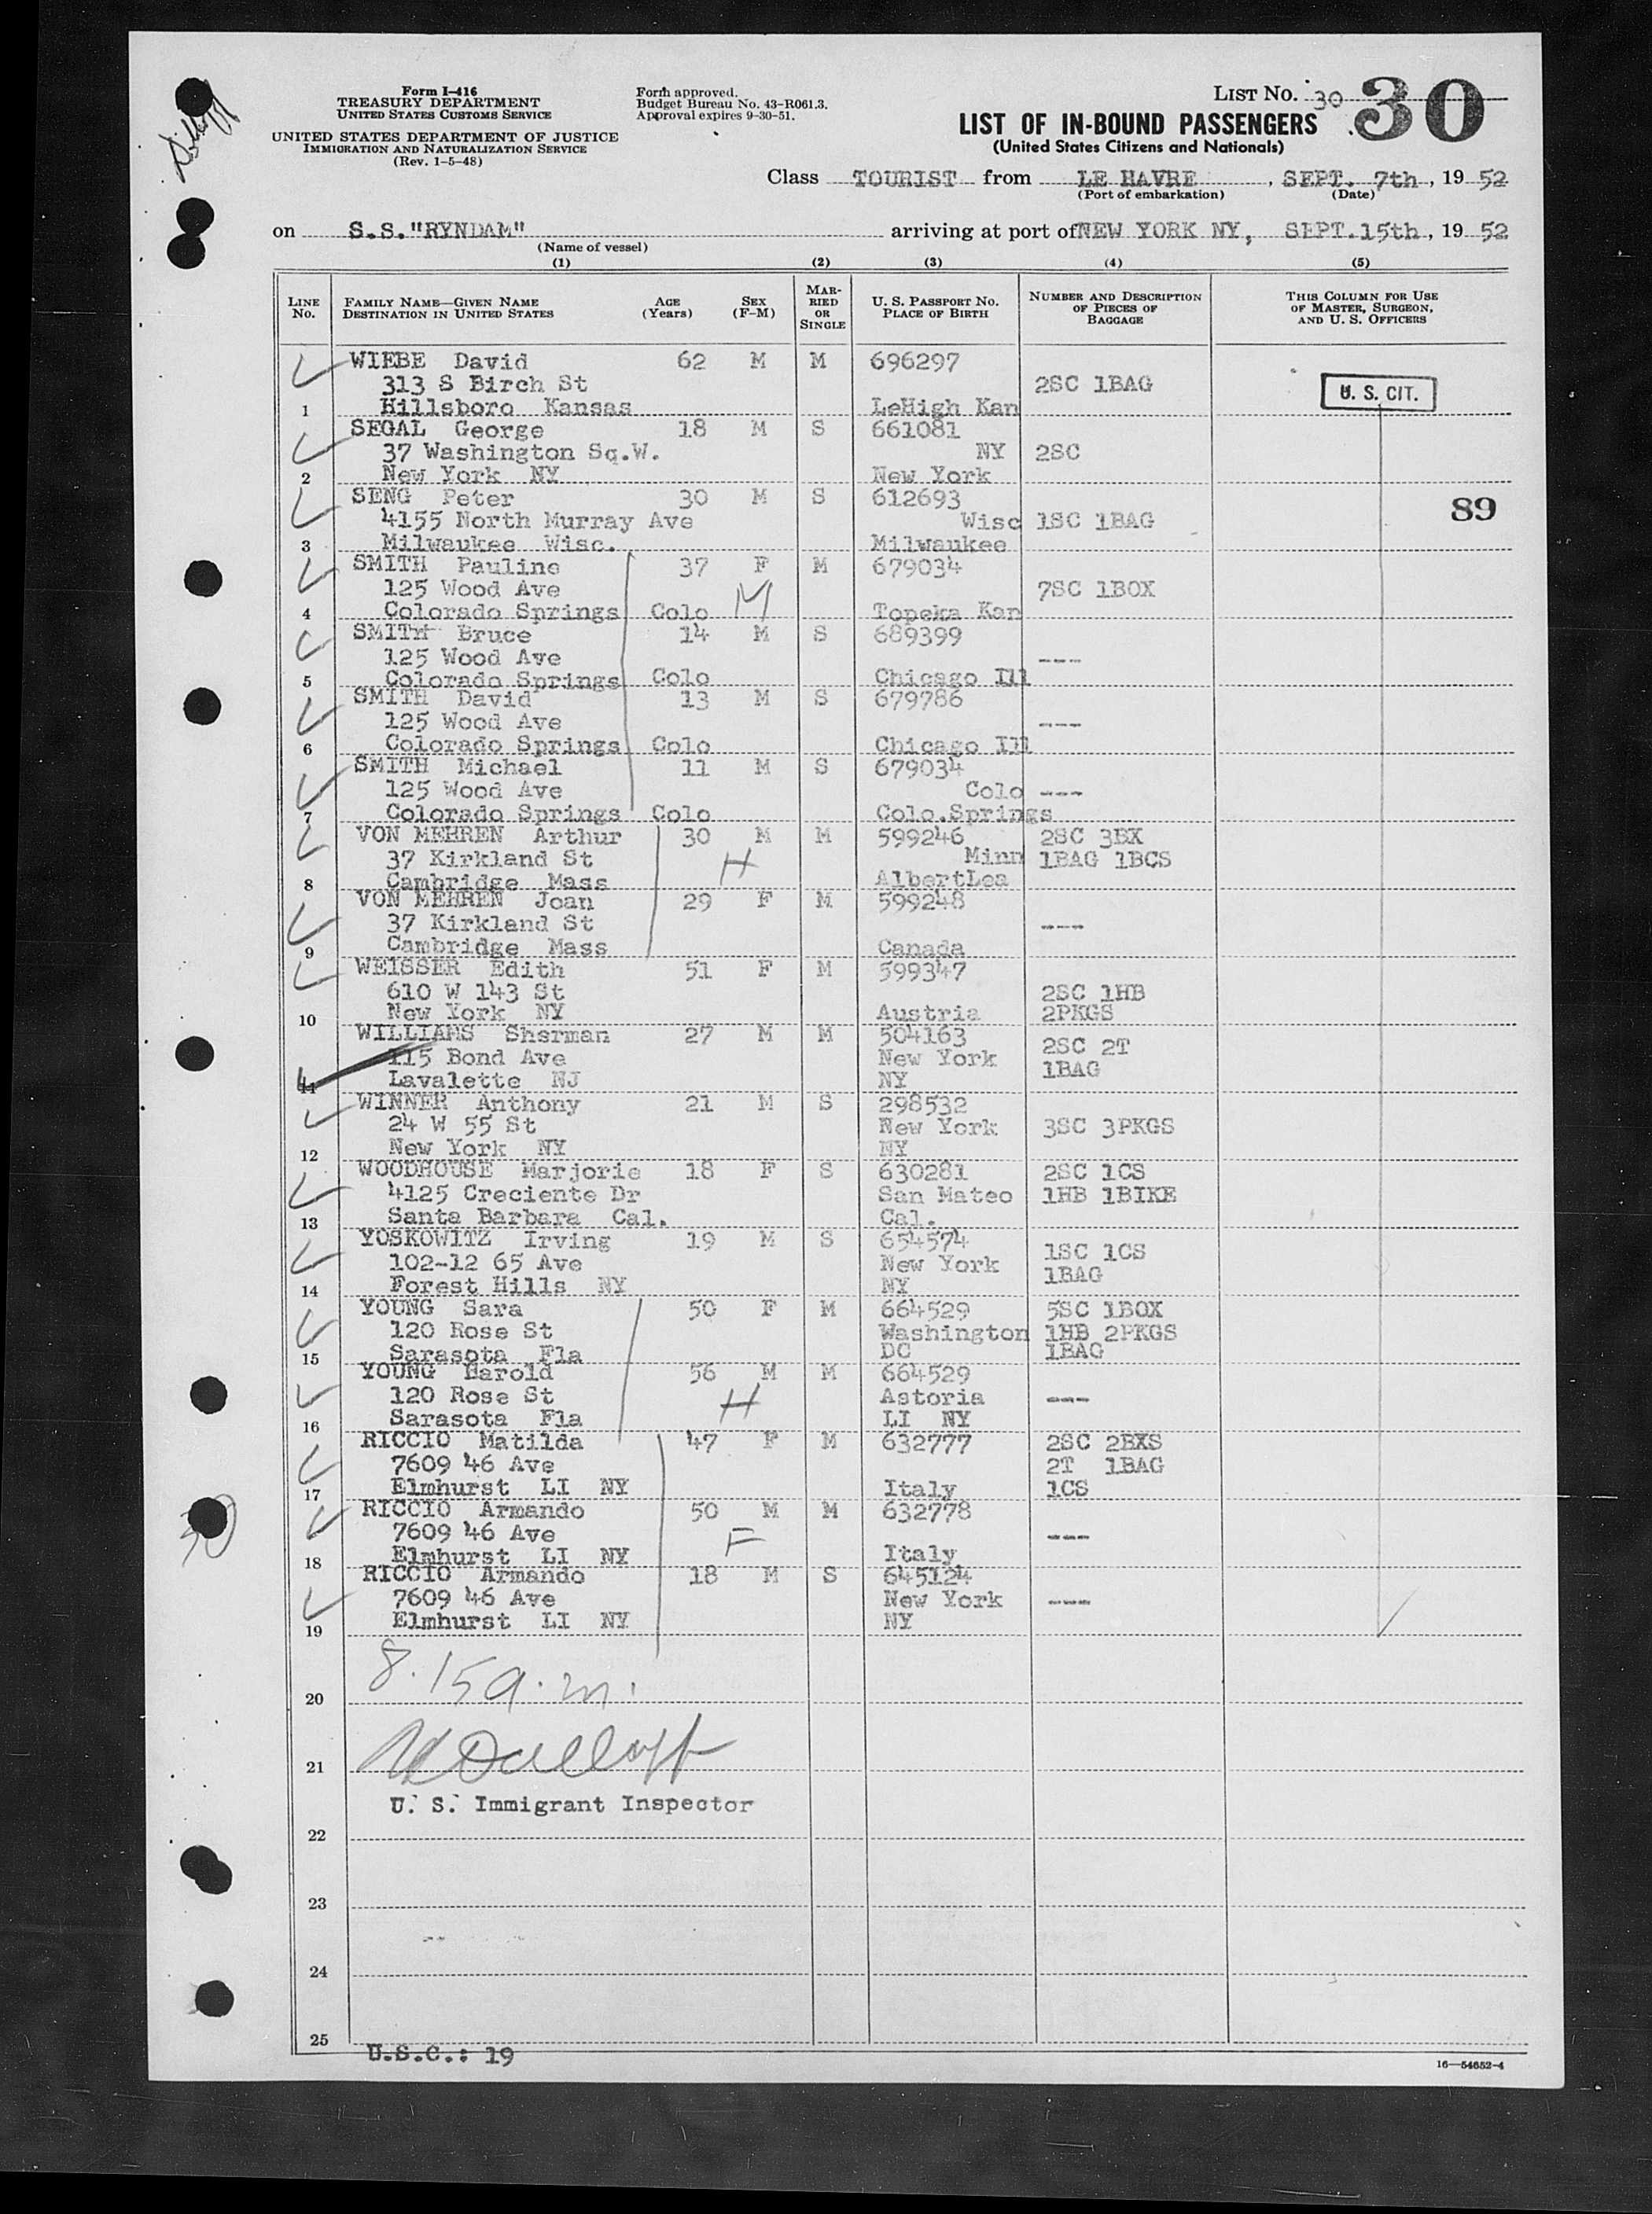 Form I-416
TREASURY DEPARTMENT
UNITED STATES CUSTOMS SERVICE
UNITED STATES DEPARTMENT OF JUSTICE
IMMIGRATION AND NATURALIZATION SERVICE
(Rev. 1-5-48)
Form approved.
Budget Bureau No. 43-R061.3.
Approval expires 9-30-51.
LIST NO. 30 30
LIST OF IN-BOUND PASSENGERS
(United States Citizens and Nationals)
Class TOURIST from LE HAVRE, SEPT. 7th, 19 52
(Port of embarkation) (Date)
on S.S."RYNDAM" arriving at port of NEW YORK NY, SEPT.15th, 19 52
(Name of vessel)
(1) (2) (3) (4) (5)
LINE No. FAMILY NAME—GIVEN NAME DESTINATION IN UNITED STATES AGE (Years) SEX (F-M) MARRIED OR SINGLE U. S. PASSPORT NO. PLACE OF BIRTH NUMBER AND DESCRIPTION OF PIECES OF BAGGAGE THIS COLUMN FOR USE OF MASTER, SURGEON, AND U. S. OFFICERS
WIEBE David 62 M M 696297
313 S Birch St 2SC 1BAG U. S. CIT.
1 Hillsboro Kansas LeHigh Kan
SEGAL George 18 M S 661081
37 Washington Sq.W. NY 2SC
2 New York NY New York
SENG Peter 30 M S 612693 89
4155 North Murray Ave Wisc 1SC 1BAG
3 Milwaukee Wisc. Milwaukee
SMITH Pauline 37 F M 679034
125 Wood Ave M 7SC 1BOX
4 Colorado Springs Colo Topeka Kan
SMITH Bruce 14 M S 689399
125 Wood Ave ---
5 Colorado Springs Colo Chicago Ill
SMITH David 13 M S 679786
125 Wood Ave ---
6 Colorado Springs Colo Chicago Ill
SMITH Michael 11 M S 679034
125 Wood Ave Colo ---
7 Colorado Springs Colo Colo.Springs
VON MEHREN Arthur 30 M M 599246 2SC 3BX
37 Kirkland St H Minn 1BAG 1BCS
8 Cambridge Mass AlbertLea
VON MEHREN Joan 29 F M 599248
37 Kirkland St ---
9 Cambridge Mass Canada
WEISSER Edith 51 F M 599347
610 W 143 St 2SC 1HB
10 New York NY Austria 2PKGS
WILLIAMS Sherman 27 M M 504163 2SC 2T
115 Bond Ave New York 1BAG
11 Lavalette NJ NY
WINNER Anthony 21 M S 298532
24 W 55 St New York 3SC 3PKGS
12 New York NY NY
WOODHOUSE Marjorie 18 F S 630281 2SC 1CS
4125 Creciente Dr San Mateo 1HB 1BIKE
13 Santa Barbara Cal. Cal.
YOSKOWITZ Irving 19 M S 654574 1SC 1CS
102-12 65 Ave New York 1BAG
14 Forest Hills NY NY
YOUNG Sara 50 F M 664529 5SC 1BOX
120 Rose St Washington 1HB 2PKGS
15 Sarasota Fla DC 1BAG
YOUNG Harold 56 M M 664529
120 Rose St H Astoria ---
16 Sarasota Fla LI NY
RICCIO Matilda 47 F M 632777 2SC 2BXS
7609 46 Ave 2T 1BAG
17 Elmhurst LI NY Italy 1CS
RICCIO Armando 50 M M 632778
7609 46 Ave F ---
18 Elmhurst LI NY Italy
RICCIO Armando 18 M S 645124
7609 46 Ave New York ---
19 Elmhurst LI NY NY
8.15 a.m.
20
21
U. S. Immigrant Inspector
22
23
24
25
U.S.C.: 19
16—54652-4
30